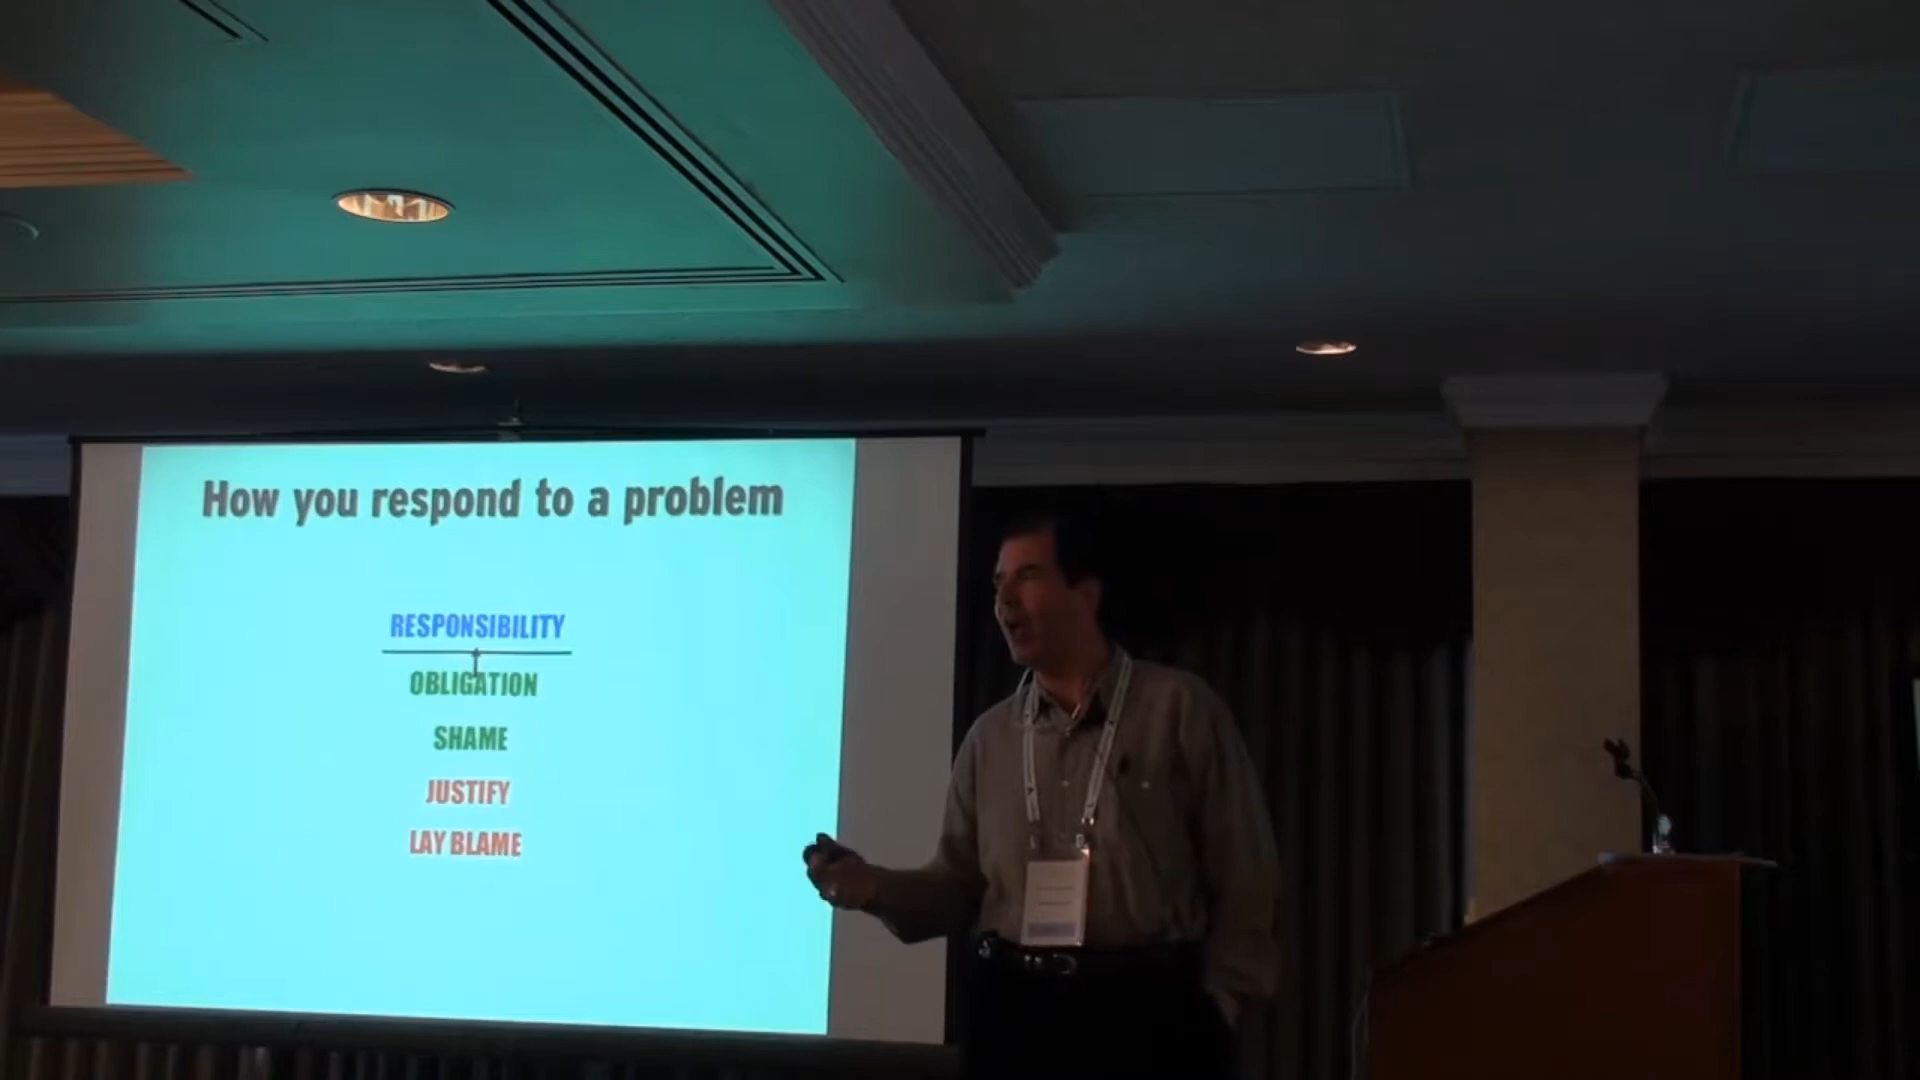 How you respond to a problem
RESPONSIBILITY
OBLIGATION
SHAME
JUSTIFY
LAY BLAME